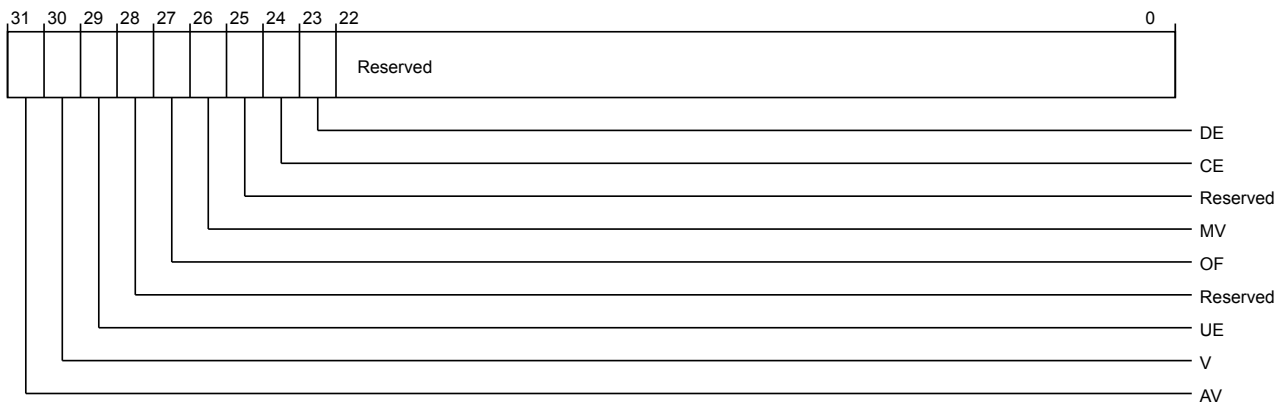 31 30 29 28 27 26 25 24 23 22 0
Reserved
DE
CE
Reserved
MV
OF
Reserved
UE
V
AV